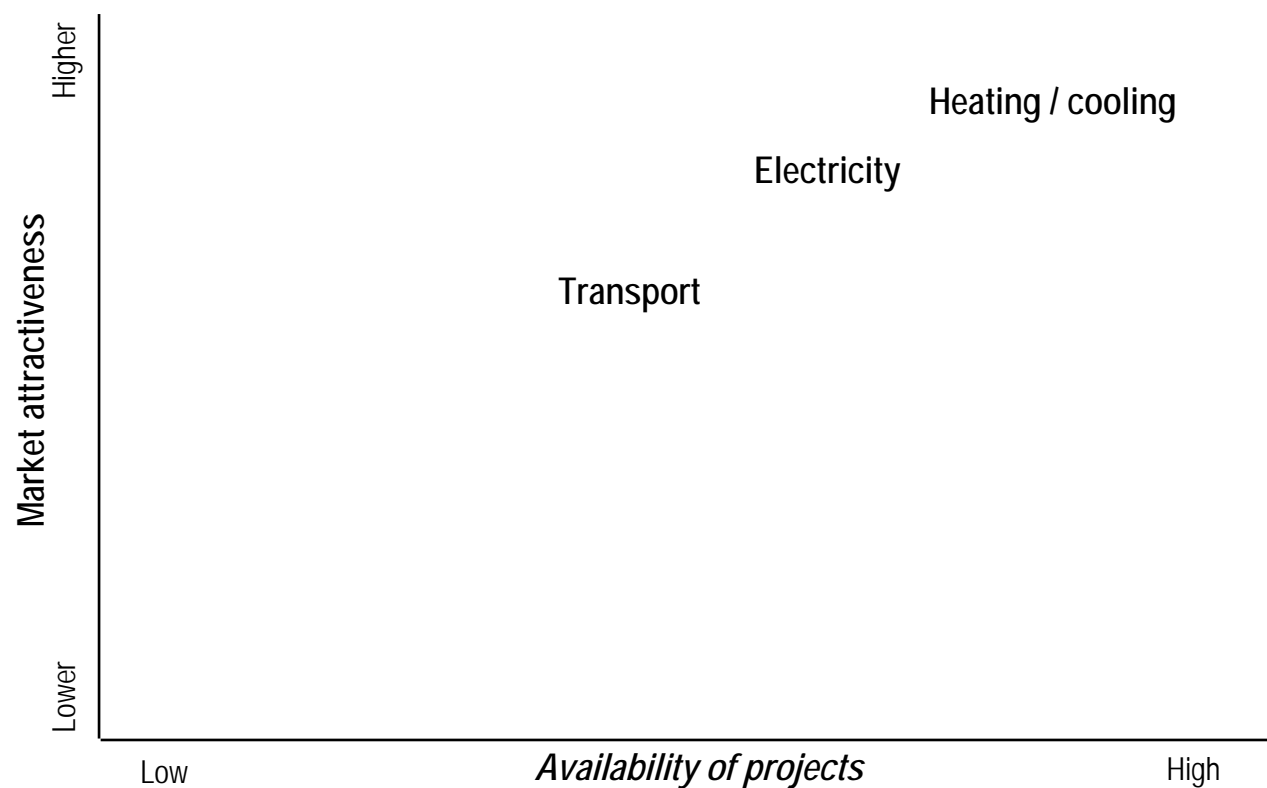 Higher
Heating / cooling
Electricity
Market attractiveness
Transport
Lower
Low
Availability of projects
High